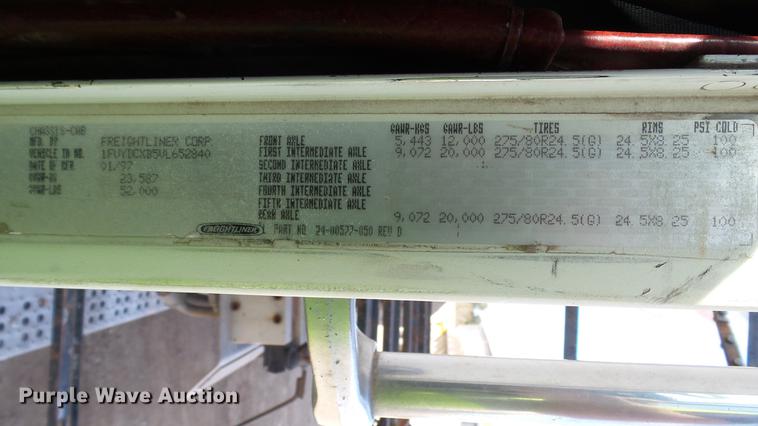 CHASSIS-CAB
MFD BY FREIGHTLINER CORP
VEHICLE ID NO. 1FUYDCXB5VL652840
DATE OF MFR 01/97
GVWR-KG 23,587
GVWR-LBS 52,000
GAWR-KGS GAWR-LBS TIRES RIMS PSI COLD
FRONT AXLE 5,443 12,000 275/80R24.5(G) 24.5X8.25 100
FIRST INTERMEDIATE AXLE 9,072 20,000 275/80R24.5(G) 24.5X8.25 100
SECOND INTERMEDIATE AXLE
THIRD INTERMEDIATE AXLE
FOURTH INTERMEDIATE AXLE
FIFTH INTERMEDIATE AXLE
REAR AXLE 9,072 20,000 275/80R24.5(G) 24.5X8.25 100
FREIGHTLINER PART NO 24-00577-050 REV D
Purple Wave Auction